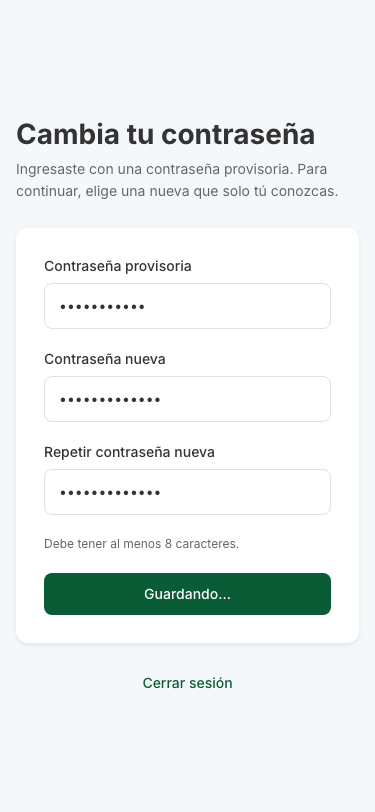 Cambia tu contraseña
Ingresaste con una contraseña provisoria. Para
continuar, elige una nueva que solo tú conozcas.
Contraseña provisoria
•••••••••••
Contraseña nueva
•••••••••••••
Repetir contraseña nueva
•••••••••••••
Debe tener al menos 8 caracteres.
Guardando...
Cerrar sesión